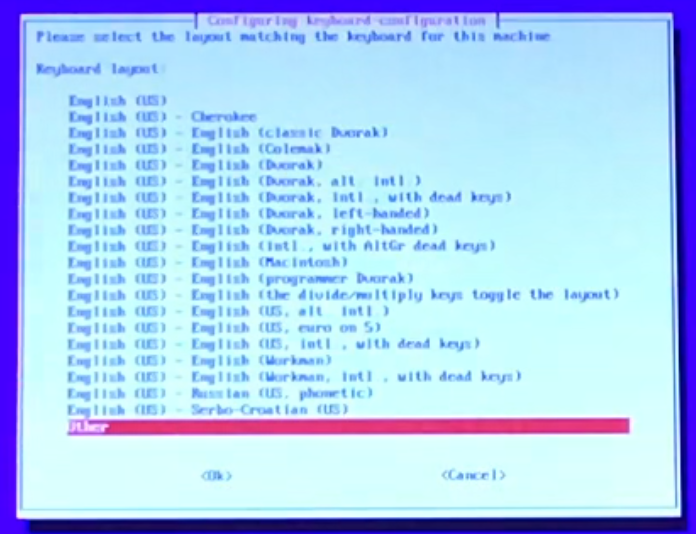 Configuring keyboard-configuration
Please select the layout matching the keyboard for this machine.
Keyboard layout:
English (US)
English (US) - Cherokee
English (US) - English (classic Dvorak)
English (US) - English (Colemak)
English (US) - English (Dvorak)
English (US) - English (Dvorak, alt. intl.)
English (US) - English (Dvorak, intl., with dead keys)
English (US) - English (Dvorak, left-handed)
English (US) - English (Dvorak, right-handed)
English (US) - English (intl., with AltGr dead keys)
English (US) - English (Macintosh)
English (US) - English (programmer Dvorak)
English (US) - English (the divide/multiply keys toggle the layout)
English (US) - English (US, alt. intl.)
English (US) - English (US, euro on 5)
English (US) - English (US, intl., with dead keys)
English (US) - English (Workman)
English (US) - English (Workman, intl., with dead keys)
English (US) - Russian (US, phonetic)
English (US) - Serbo-Croatian (US)
Other
<Ok> <Cancel>